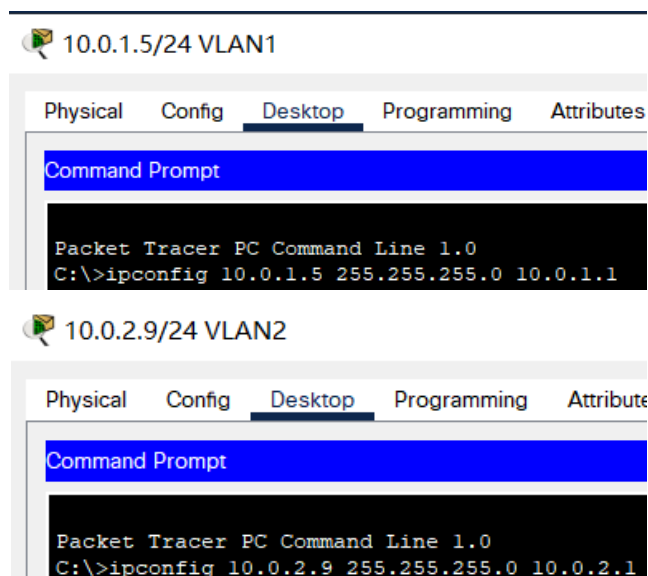 10.0.1.5/24 VLAN1
Physical Config Desktop Programming Attributes
Command Prompt
Packet Tracer PC Command Line 1.0
C:\>ipconfig 10.0.1.5 255.255.255.0 10.0.1.1
10.0.2.9/24 VLAN2
Physical Config Desktop Programming Attribute
Command Prompt
Packet Tracer PC Command Line 1.0
C:\>ipconfig 10.0.2.9 255.255.255.0 10.0.2.1